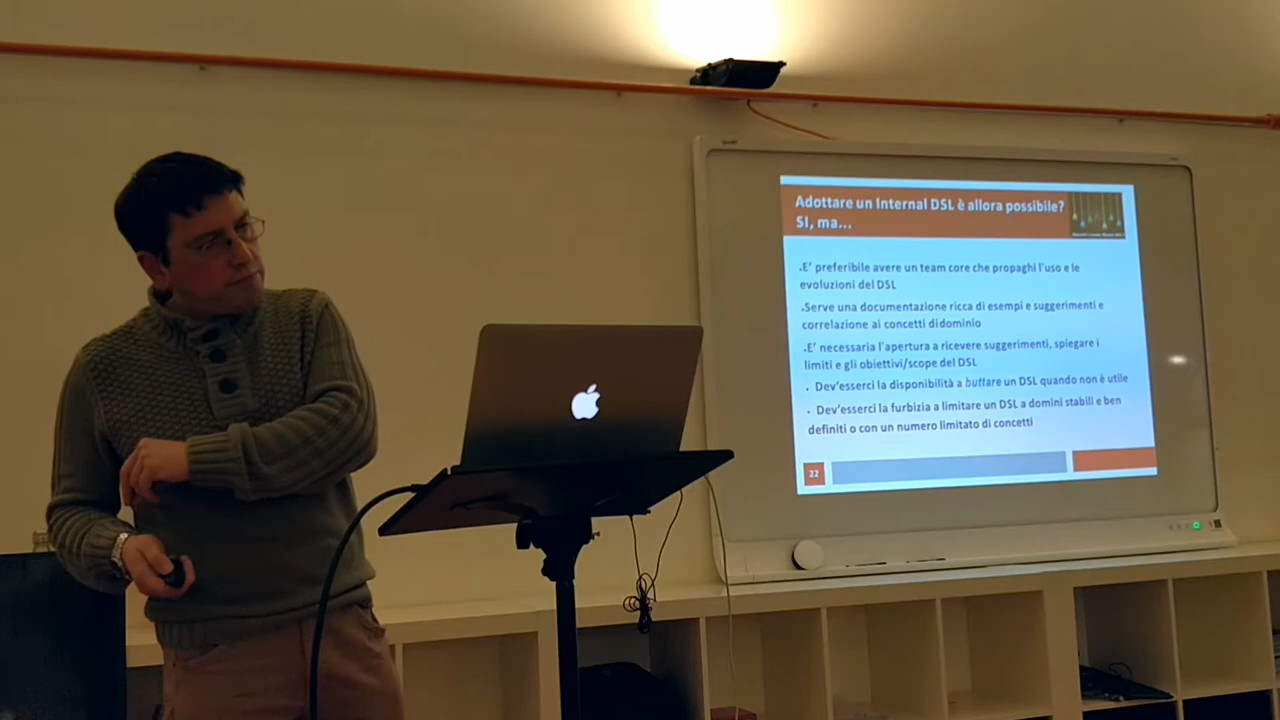 Adottare un Internal DSL è allora possibile?
SI, ma...
.E' preferibile avere un team core che propaghi l'uso e le
evoluzioni del DSL
.Serve una documentazione ricca di esempi e suggerimenti e
correlazione ai concetti di dominio
.E' necessaria l'apertura a ricevere suggerimenti, spiegare i
limiti e gli obiettivi/scope del DSL
. Dev'esserci la disponibilità a buttare un DSL quando non è utile
. Dev'esserci la furbizia a limitare un DSL a domini stabili e ben
definiti o con un numero limitato di concetti
22